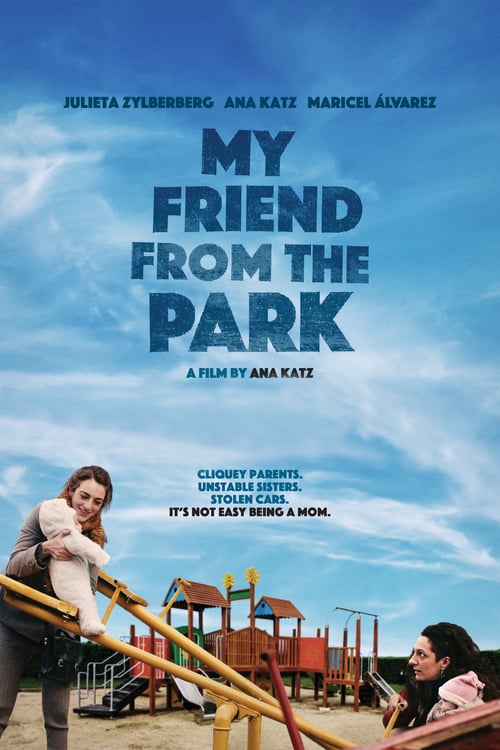 JULIETA ZYLBERBERG ANA KATZ MARICEL ÁLVAREZ
MY
FRIEND
FROM THE
PARK
A FILM BY ANA KATZ
CLIQUEY PARENTS.
UNSTABLE SISTERS.
STOLEN CARS.
IT'S NOT EASY BEING A MOM.